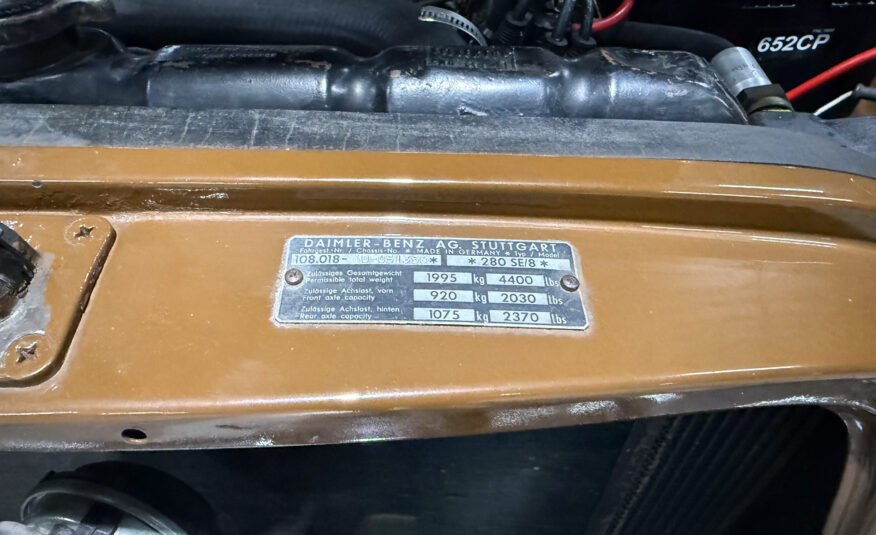 652CP
DAIMLER-BENZ AG. STUTTGART
Fahrgest.-Nr. / Chassis-No. * MADE IN GERMANY * Typ / Model
108.018- * 280 SE/8 *
Zulässiges Gesamtgewicht
Permissible total weight 1995 kg 4400 lbs
Zulässige Achslast, vorn
Front axle capacity 920 kg 2030 lbs
Zulässige Achslast, hinten
Rear axle capacity 1075 kg 2370 lbs